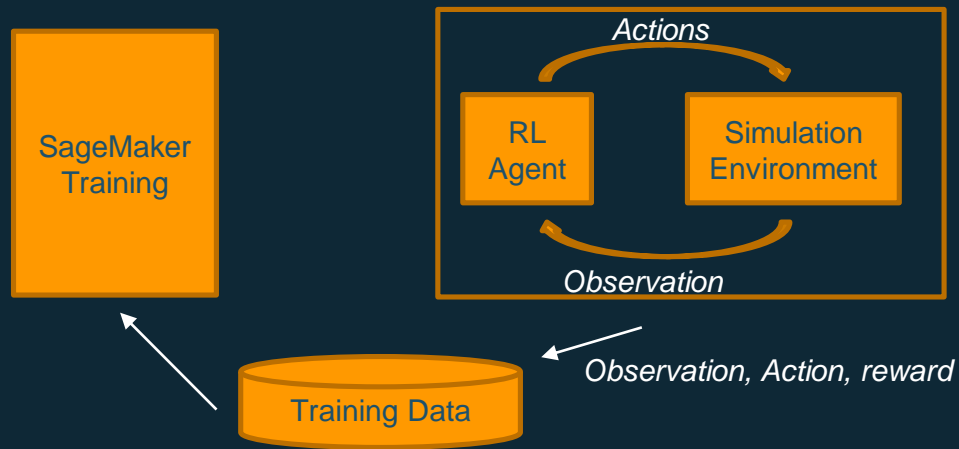 Actions
SageMaker
Training
RL
Agent
Simulation
Environment
Observation
Observation, Action, reward
Training Data